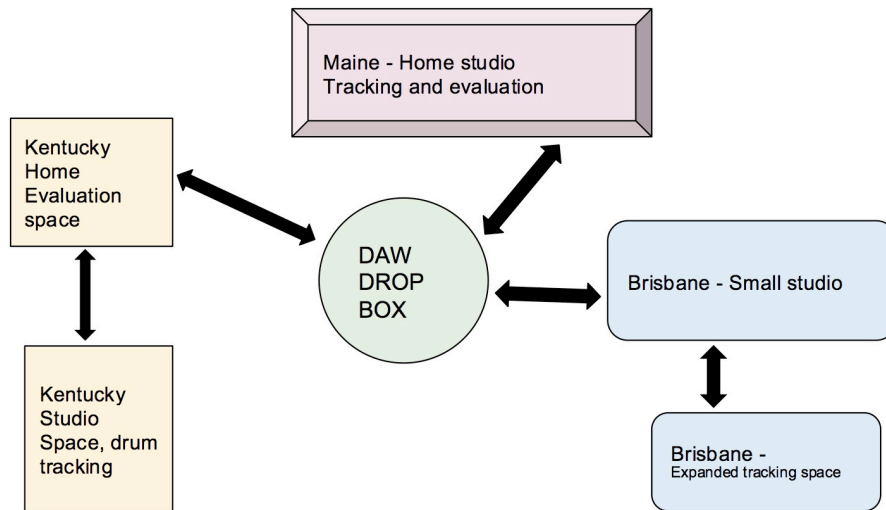 Maine - Home studio
Tracking and evaluation
Kentucky
Home
Evaluation
space
DAW
DROP
BOX
Brisbane - Small studio
Kentucky
Studio
Space, drum
tracking
Brisbane -
Expanded tracking space